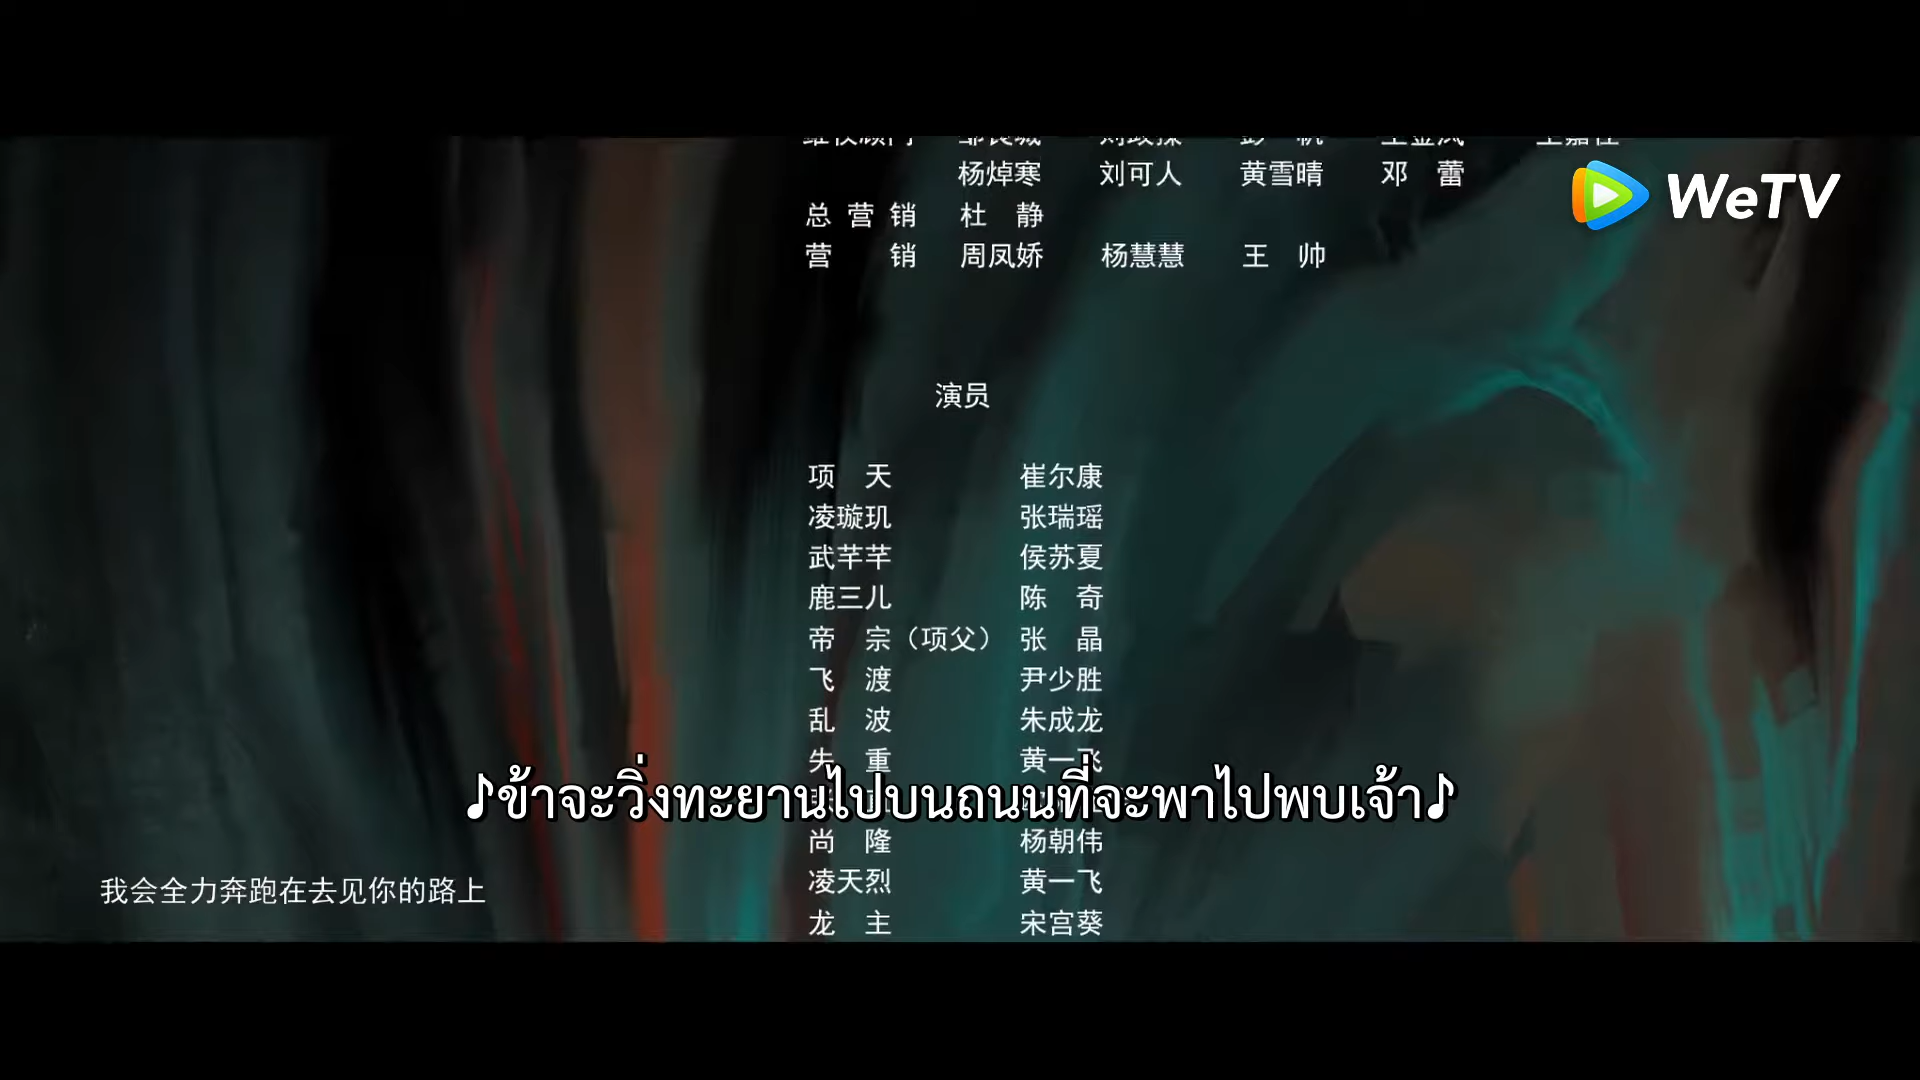 杨焯寒 刘可人 黄雪晴 邓 蕾
WeTV
总 营 销 杜 静
营 销 周凤娇 杨慧慧 王 帅
演员
项 天 崔尔康
凌璇玑 张瑞瑶
武芊芊 侯苏夏
鹿三儿 陈 奇
帝 宗（项父） 张 晶
飞 渡 尹少胜
乱 波 朱成龙
失 重 黄一飞
♪ข้าจะวิ่งทะยานไปบนถนนที่จะพาไปพบเจ้า♪
尚 隆 杨朝伟
凌天烈 黄一飞
我会全力奔跑在去见你的路上
龙 主 宋宫葵